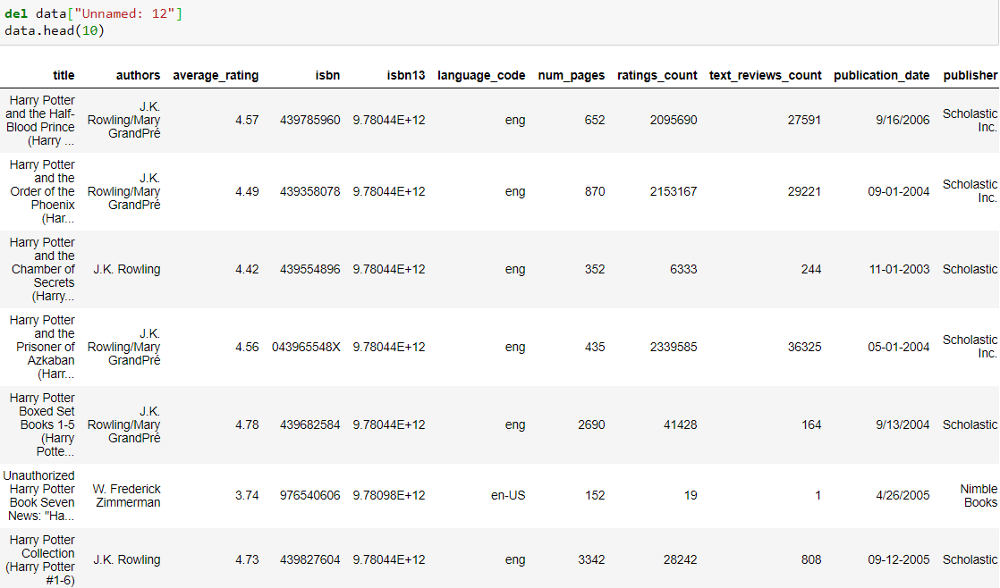 del data["Unnamed: 12"]
data.head(10)
title authors average_rating isbn isbn13 language_code num_pages ratings_count text_reviews_count publication_date publisher
Harry Potter
and the Half-
Blood Prince
(Harry ...
J.K.
Rowling/Mary
GrandPré
4.57 439785960 9.78044E+12 eng 652 2095690 27591 9/16/2006
Scholastic
Inc.
Harry Potter
and the
Order of the
Phoenix
(Har...
J.K.
Rowling/Mary
GrandPré
4.49 439358078 9.78044E+12 eng 870 2153167 29221 09-01-2004
Scholastic
Inc.
Harry Potter
and the
Chamber of
Secrets
(Harry...
J.K. Rowling 4.42 439554896 9.78044E+12 eng 352 6333 244 11-01-2003 Scholastic
Harry Potter
and the
Prisoner of
Azkaban
(Harr...
J.K.
Rowling/Mary
GrandPré
4.56 043965548X 9.78044E+12 eng 435 2339585 36325 05-01-2004
Scholastic
Inc.
Harry Potter
Boxed Set
Books 1-5
(Harry
Potte...
J.K.
Rowling/Mary
GrandPré
4.78 439682584 9.78044E+12 eng 2690 41428 164 9/13/2004 Scholastic
Unauthorized
Harry Potter
Book Seven
News: "Ha...
W. Frederick
Zimmerman
3.74 976540606 9.78098E+12 en-US 152 19 1 4/26/2005
Nimble
Books
Harry Potter
Collection
(Harry Potter
#1-6)
J.K. Rowling 4.73 439827604 9.78044E+12 eng 3342 28242 808 09-12-2005 Scholastic